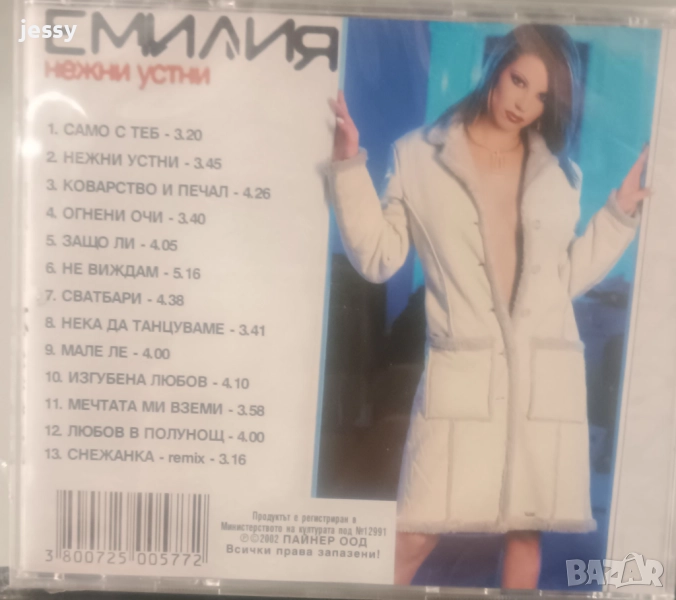 jessy
ЕМИЛИЯ
нежни устни
1. САМО С ТЕБ - 3.20
2. НЕЖНИ УСТНИ - 3.45
3. КОВАРСТВО И ПЕЧАЛ - 4.26
4. ОГНЕНИ ОЧИ - 3.40
5. ЗАЩО ЛИ - 4.05
6. НЕ ВИЖДАМ - 5.16
7. СВАТБАРИ - 4.38
8. НЕКА ДА ТАНЦУВАМЕ - 3.41
9. МАЛЕ ЛЕ - 4.00
10. ИЗГУБЕНА ЛЮБОВ - 4.10
11. МЕЧТАТА МИ ВЗЕМИ - 3.58
12. ЛЮБОВ В ПОЛУНОЩ - 4.00
13. СНЕЖАНКА - remix - 3.16
Продуктът е регистриран в
Министерството на културата под №12991
℗©2002 ПАЙНЕР ООД
Всички права запазени!
3 800725 005772
BAZAR